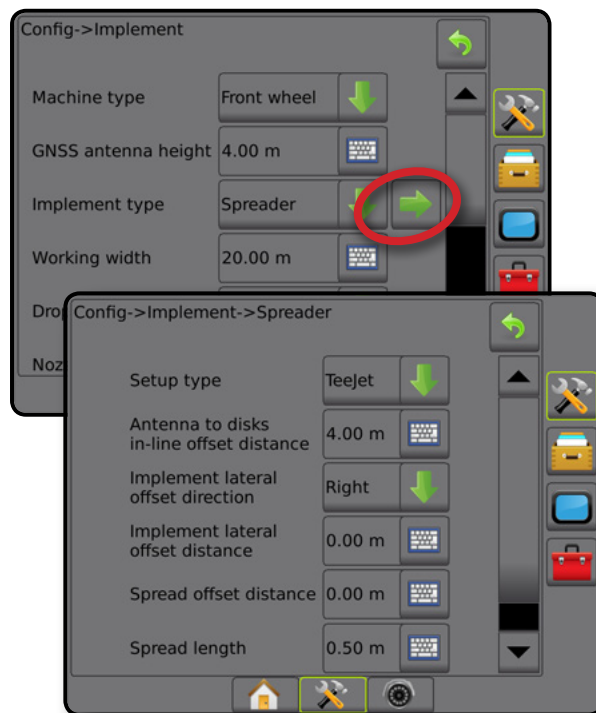 Config->Implement
Machine type Front wheel
GNSS antenna height 4.00 m
Implement type Spreader
Working width 20.00 m
Dro
Noz
Config->Implement->Spreader
Setup type TeeJet
Antenna to disks
in-line offset distance 4.00 m
Implement lateral
offset direction Right
Implement lateral
offset distance 0.00 m
Spread offset distance 0.00 m
Spread length 0.50 m